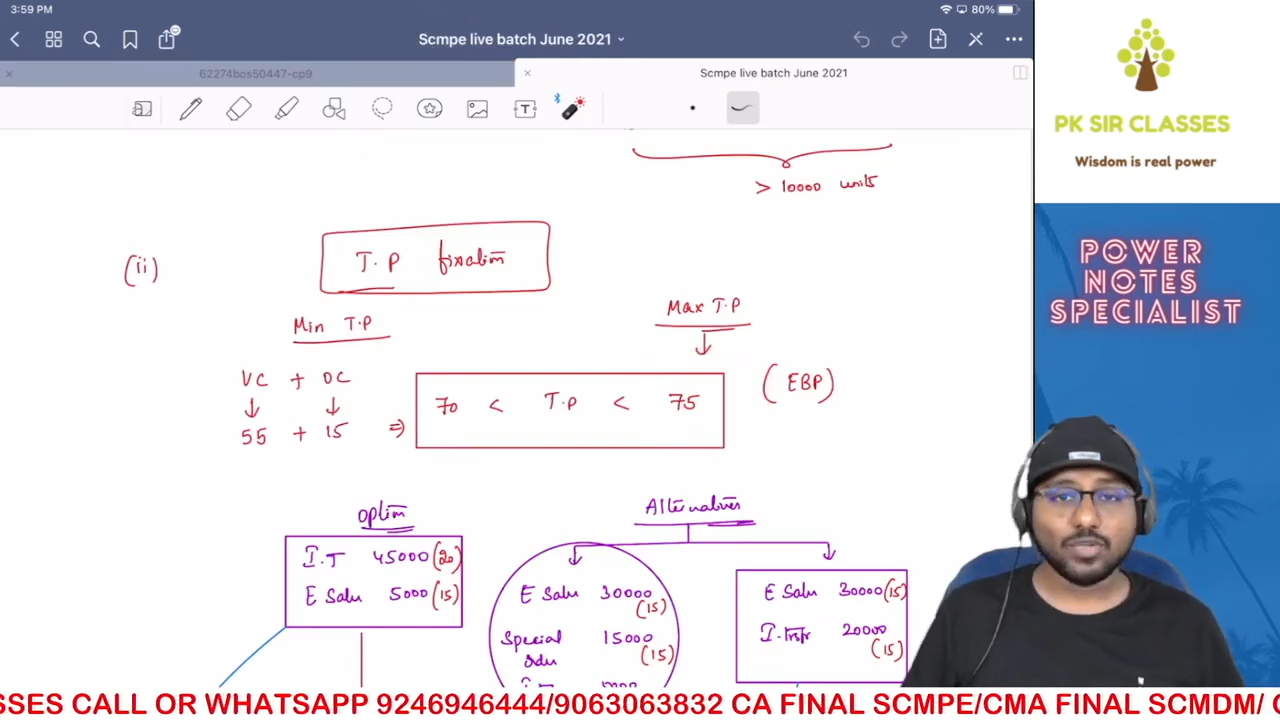 3:59 PM
80%
Scmpe live batch June 2021
62274bos50447-cp9
Scmpe live batch June 2021
T
PK SIR CLASSES
Wisdom is real power
POWER
NOTES
SPECIALIST
> 10000 units
(ii)
T.P fixation
Min T.P
Max T.P
VC + OC
70 < T.P < 75
(EBP)
55 + 15 ⇒
Option
Alternatives
I.T 45000 (20)
E Sales 5000 (15)
E Sales 30000
(15)
Special 15000
order (15)
E Sales 30000 (15)
I.Trsfr 20000
(15)
SSES CALL OR WHATSAPP 9246946444/9063063832 CA FINAL SCMPE/CMA FINAL SCMDM/